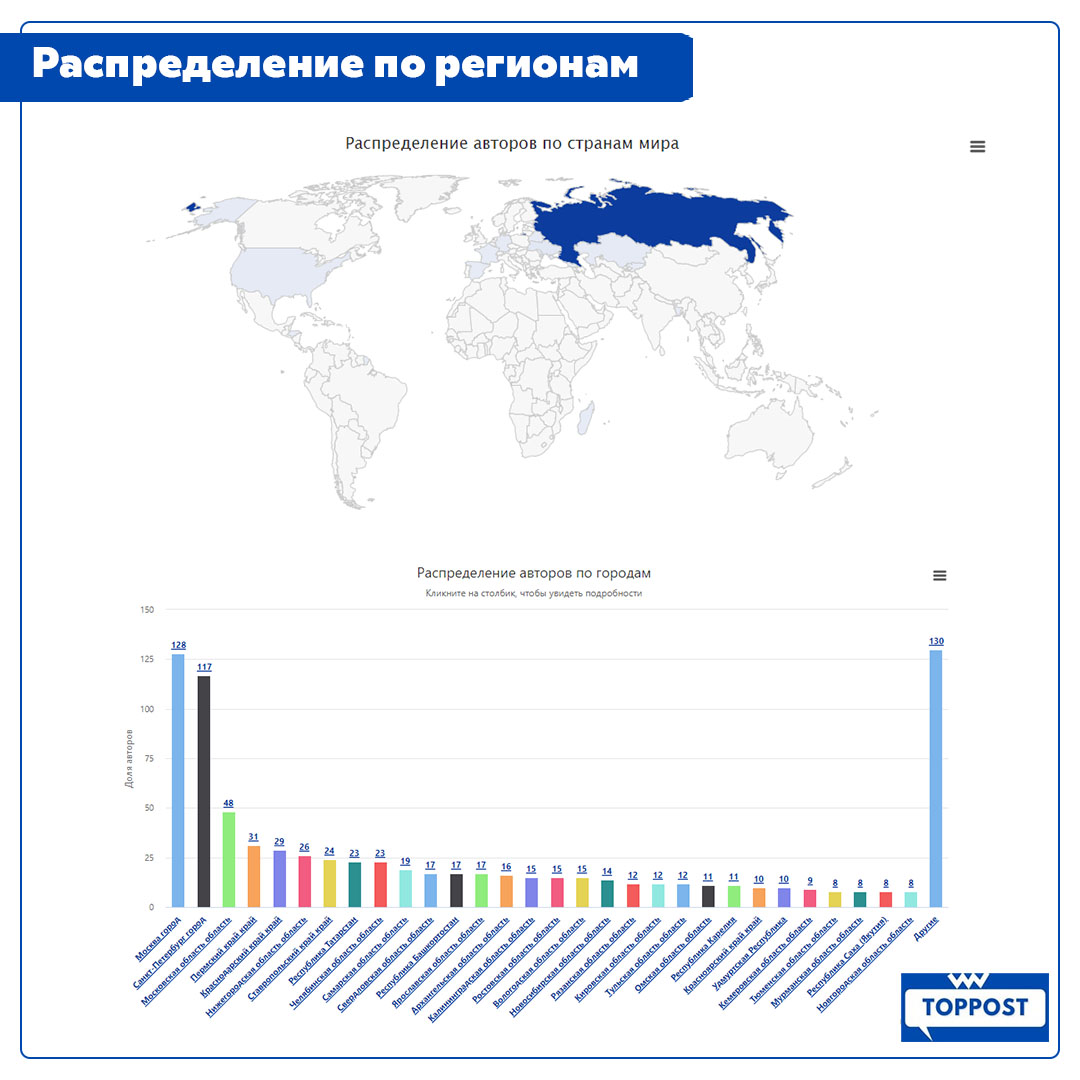 Распределение по регионам
Распределение авторов по странам мира
Распределение авторов по городам
Кликните на столбик, чтобы увидеть подробности
Доля авторов
150
125
100
75
50
25
0
128
117
48
31
29
26
24
23
23
19
17
17
17
16
15
15
15
14
12
12
12
11
11
10
10
9
8
8
8
8
130
Москва город
Санкт-Петербург город
Московская область область
Пермский край край
Краснодарский край край
Нижегородская область область
Ставропольский край край
Республика Татарстан
Челябинская область область
Самарская область область
Свердловская область область
Республика Башкортостан
Ярославская область область
Архангельская область область
Калининградская область область
Ростовская область область
Вологодская область область
Новосибирская область область
Рязанская область область
Кировская область область
Тульская область область
Омская область область
Республика Карелия
Красноярский край край
Удмуртская Республика
Кемеровская область область
Тюменская область область
Мурманская область область
Республика Саха (Якутия)
Новгородская область область
Другие
TOPPOST